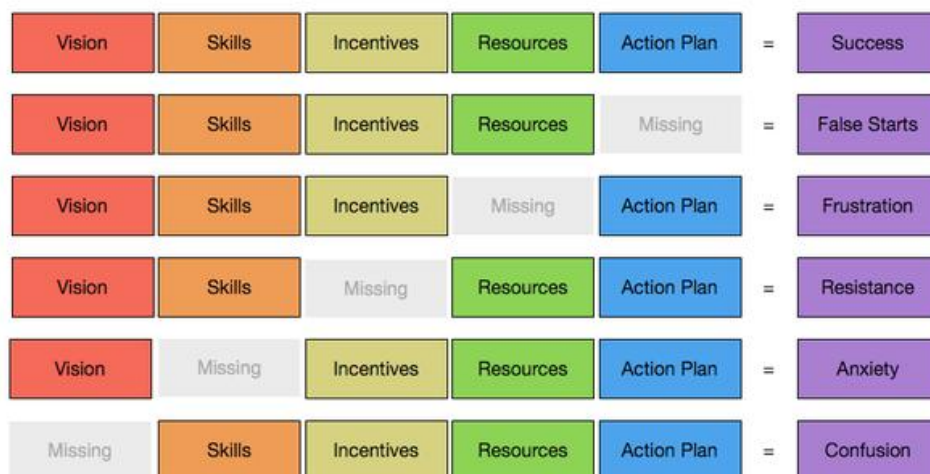 Vision Skills Incentives Resources Action Plan = Success
Vision Skills Incentives Resources Missing = False Starts
Vision Skills Incentives Missing Action Plan = Frustration
Vision Skills Missing Resources Action Plan = Resistance
Vision Missing Incentives Resources Action Plan = Anxiety
Missing Skills Incentives Resources Action Plan = Confusion